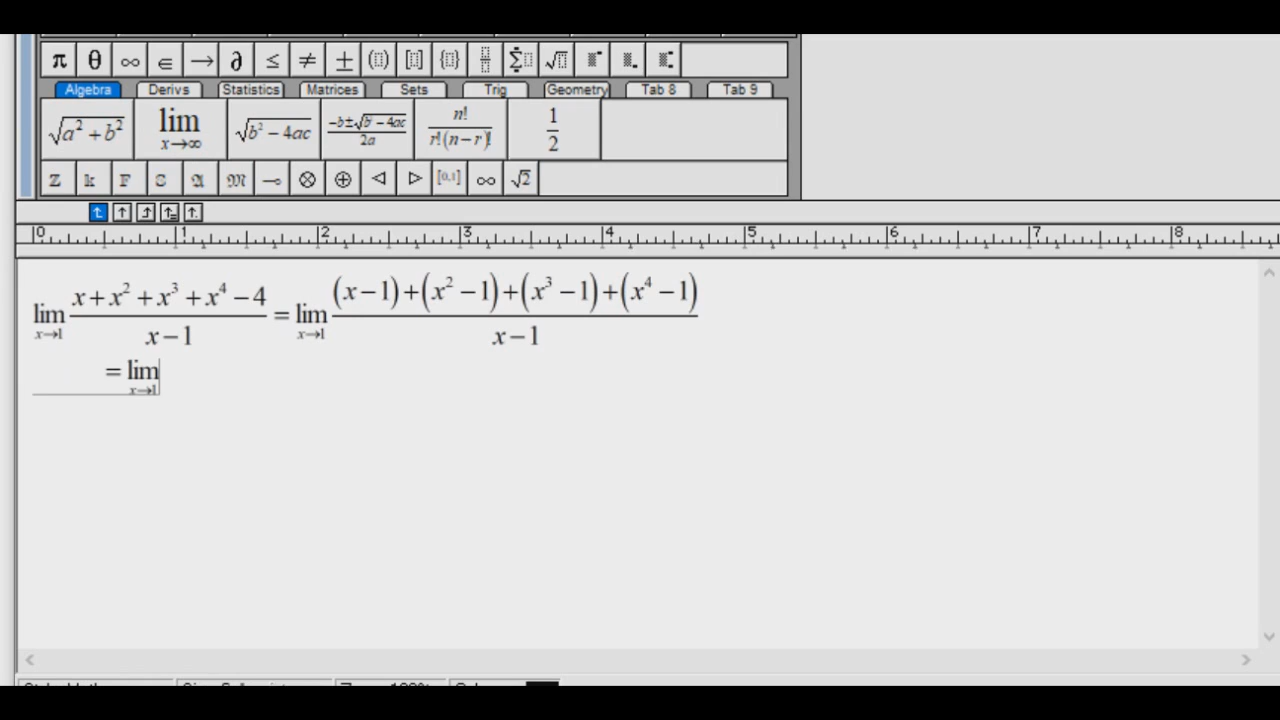 π θ ∞ ∈ → ∂ ≤ ≠ ±
Algebra Derivs Statistics Matrices Sets Trig Geometry Tab 8 Tab 9
√(a² + b²) lim x→∞ √(b² − 4ac) (−b±√(b² − 4ac))/2a n!/(r!(n−r)!) 1/2
ℤ 𝕜 𝔽 𝔄 𝔐 ⊸ ⊗ ⊕ ⊲ ⊳ [0,1] ∞ √2
0 1 2 3 4 5 6 7 8
lim x→1 (x + x² + x³ + x⁴ − 4)/(x − 1) = lim x→1 ((x − 1) + (x² − 1) + (x³ − 1) + (x⁴ − 1))/(x − 1)
= lim x→1